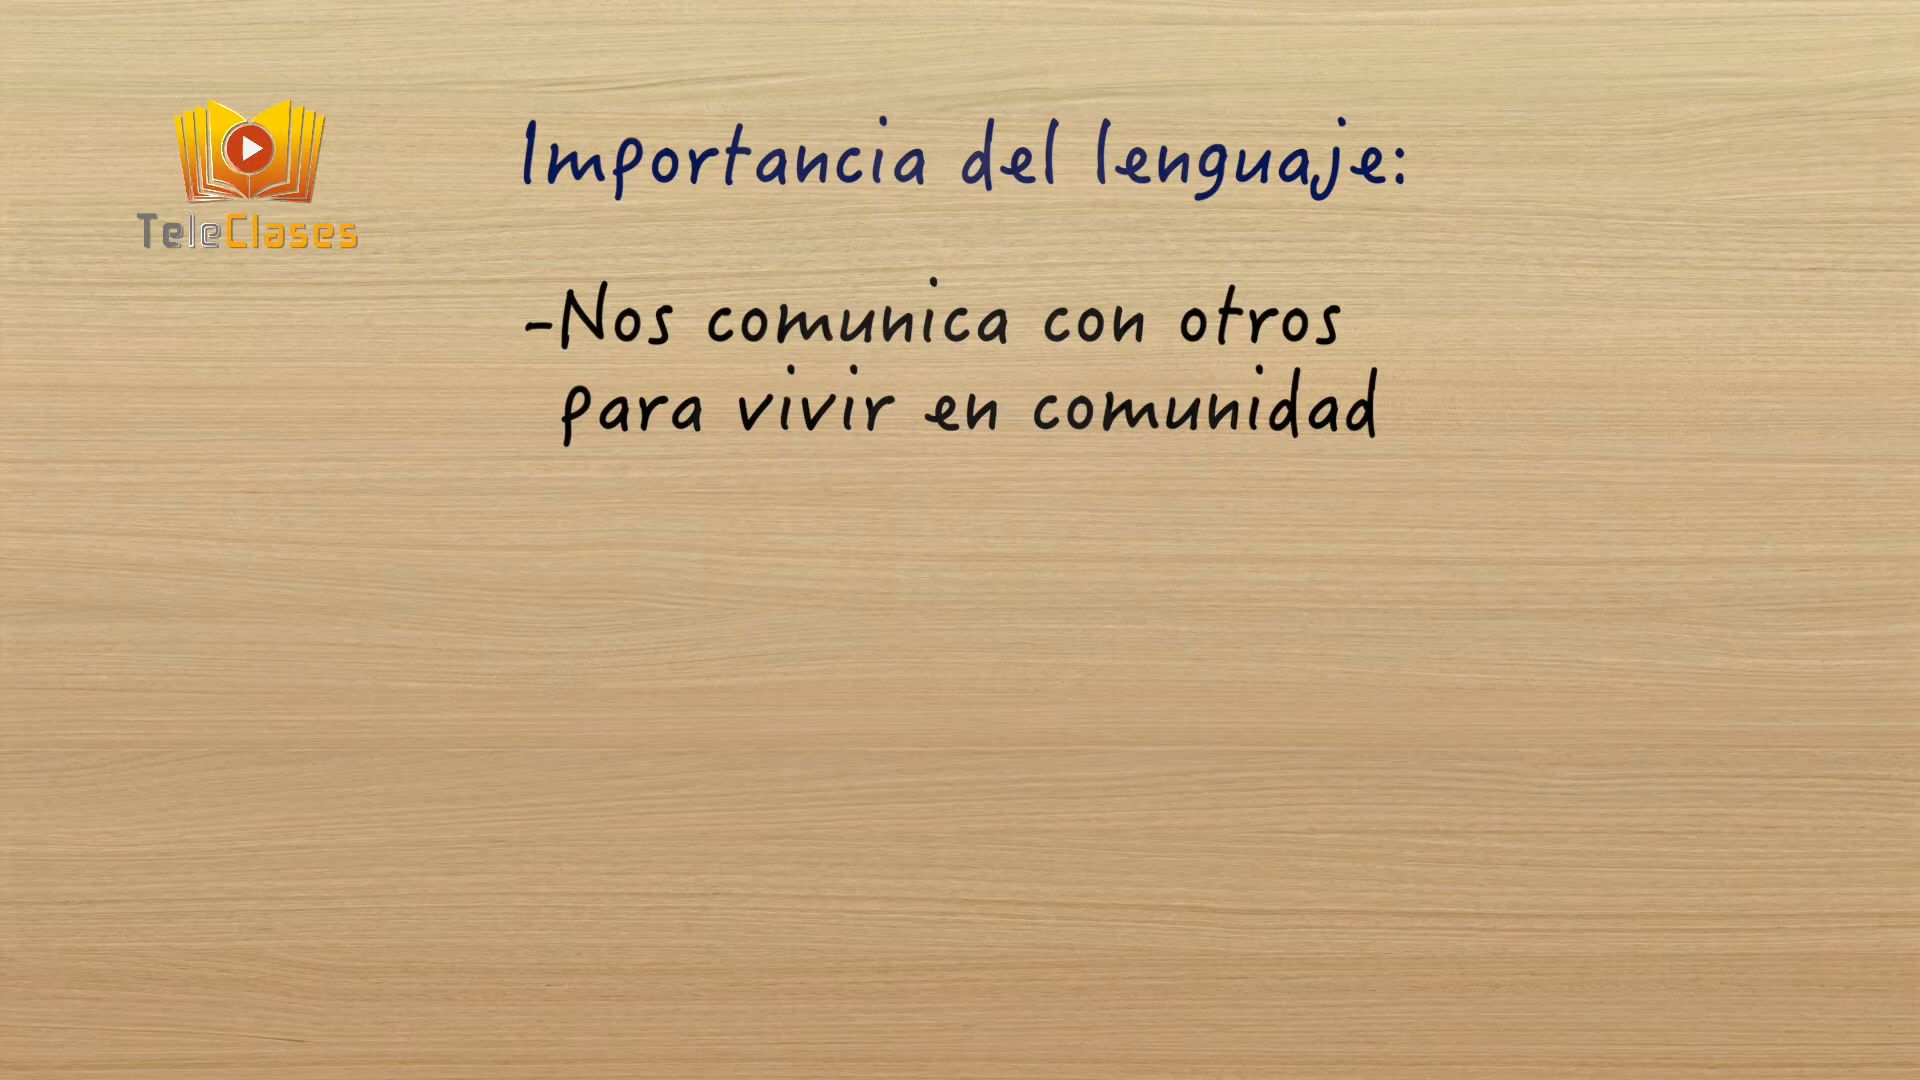 TeleClases
Importancia del lenguaje:
-Nos comunica con otros
para vivir en comunidad